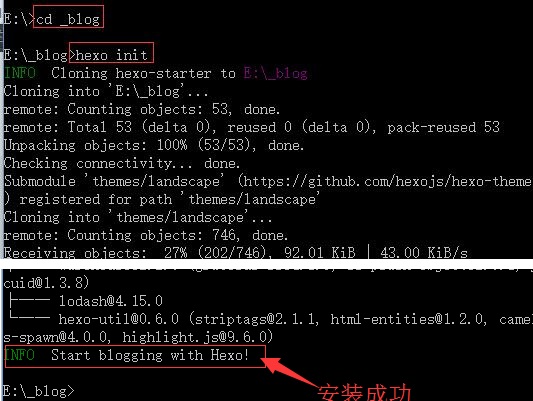 E:\>cd _blog
E:\_blog>hexo init
INFO  Cloning hexo-starter to E:\_blog
Cloning into 'E:\_blog'...
remote: Counting objects: 53, done.
remote: Total 53 (delta 0), reused 0 (delta 0), pack-reused 53
Unpacking objects: 100% (53/53), done.
Checking connectivity... done.
Submodule 'themes/landscape' (https://github.com/hexojs/hexo-theme
) registered for path 'themes/landscape'
Cloning into 'themes/landscape'...
remote: Counting objects: 746, done.
Receiving objects:  27% (202/746), 92.01 KiB | 43.00 KiB/s
cuid@1.3.8)
├── lodash@4.15.0
└── hexo-util@0.6.0 (striptags@2.1.1, html-entities@1.2.0, camel
s-spawn@4.0.0, highlight.js@9.6.0)
INFO  Start blogging with Hexo!
E:\_blog>
安装成功